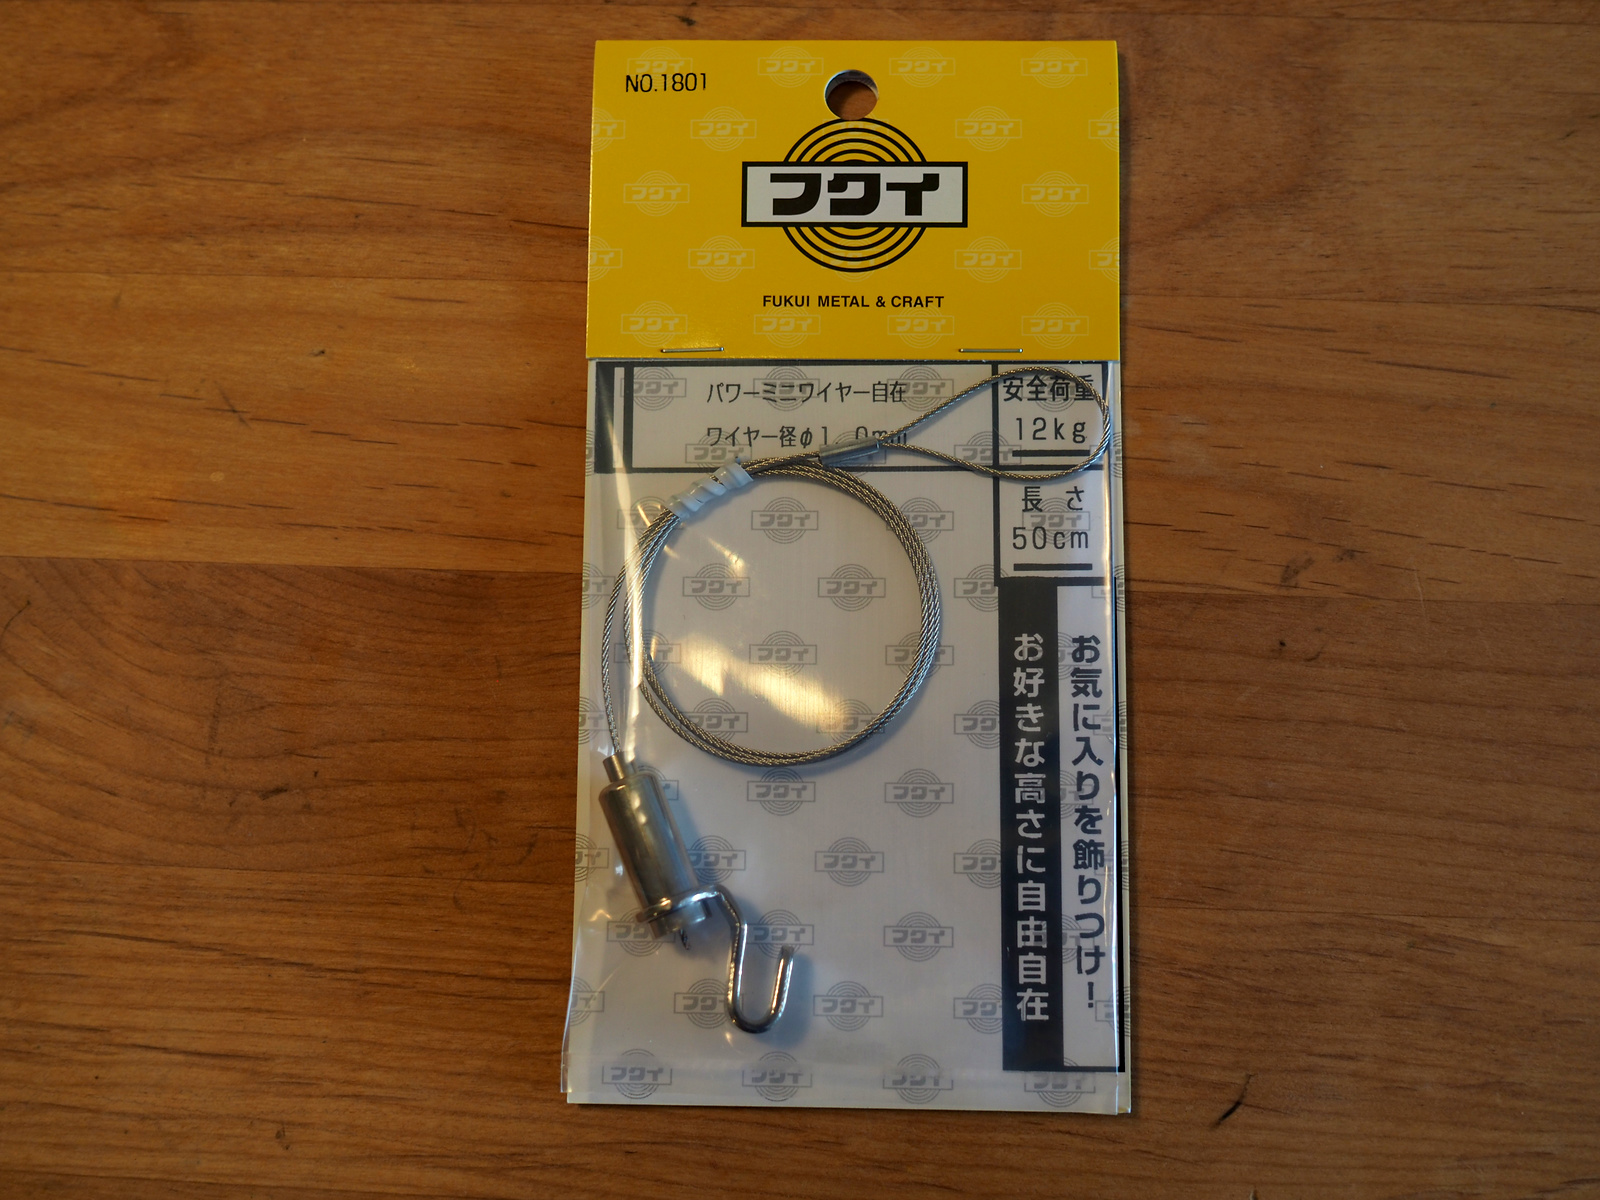 NO.1801
フクイ
FUKUI METAL & CRAFT
パワーミニワイヤー自在
ワイヤー径φ1.0mm
安全荷重
12kg
長さ
50cm
お気に入りを飾りつけ!
お好きな高さに自由自在